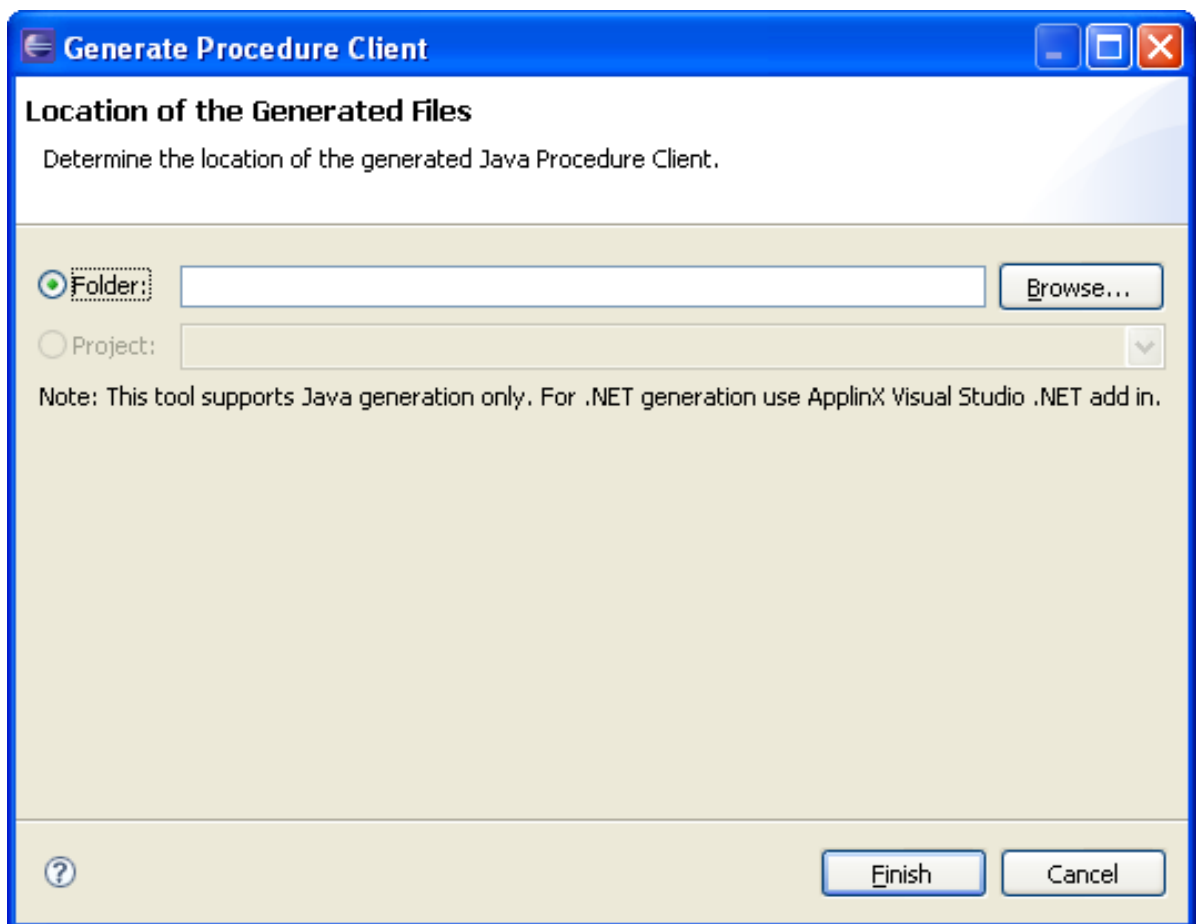 Generate Procedure Client
Location of the Generated Files
Determine the location of the generated Java Procedure Client.
Folder:
Browse...
Project:
Note: This tool supports Java generation only. For .NET generation use ApplinX Visual Studio .NET add in.
?
Finish
Cancel